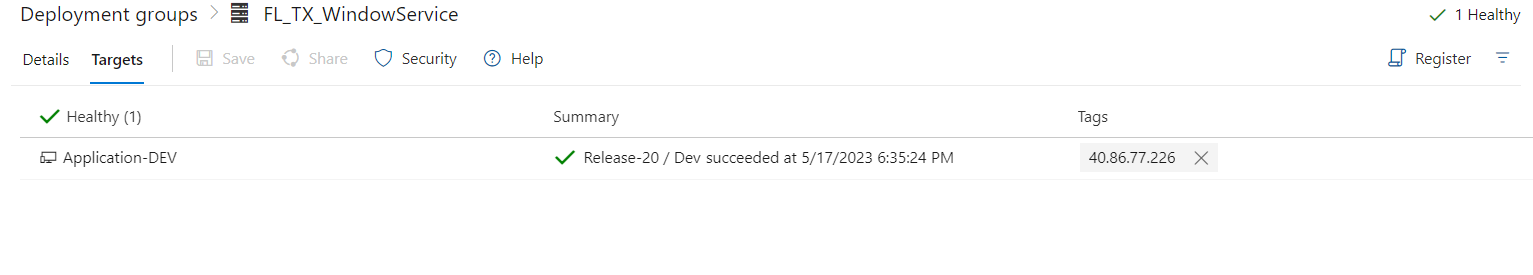 Deployment groups > FL_TX_WindowService 1 Healthy
Details Targets Save Share Security Help Register
Healthy (1) Summary Tags
Application-DEV Release-20 / Dev succeeded at 5/17/2023 6:35:24 PM 40.86.77.226